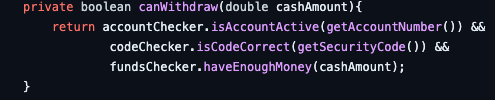 private boolean canWithdraw(double cashAmount){
return accountChecker.isAccountActive(getAccountNumber()) &&
codeChecker.isCodeCorrect(getSecurityCode()) &&
fundsChecker.haveEnoughMoney(cashAmount);
}